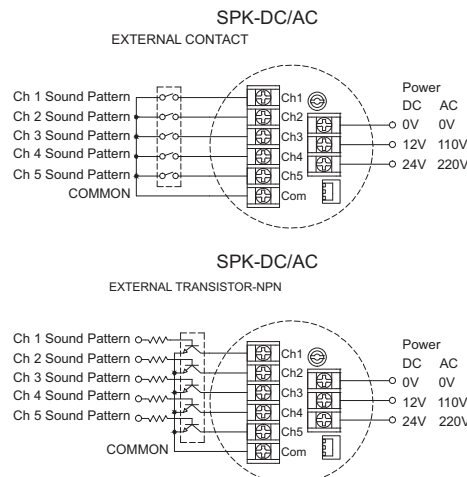 SPK-DC/AC
EXTERNAL CONTACT
Ch 1 Sound Pattern
Ch 2 Sound Pattern
Ch 3 Sound Pattern
Ch 4 Sound Pattern
Ch 5 Sound Pattern
COMMON
Ch1
Ch2
Ch3
Ch4
Ch5
Com
Power
DC AC
0V 0V
12V 110V
24V 220V
SPK-DC/AC
EXTERNAL TRANSISTOR-NPN
Ch 1 Sound Pattern
Ch 2 Sound Pattern
Ch 3 Sound Pattern
Ch 4 Sound Pattern
Ch 5 Sound Pattern
COMMON
Ch1
Ch2
Ch3
Ch4
Ch5
Com
Power
DC AC
0V 0V
12V 110V
24V 220V